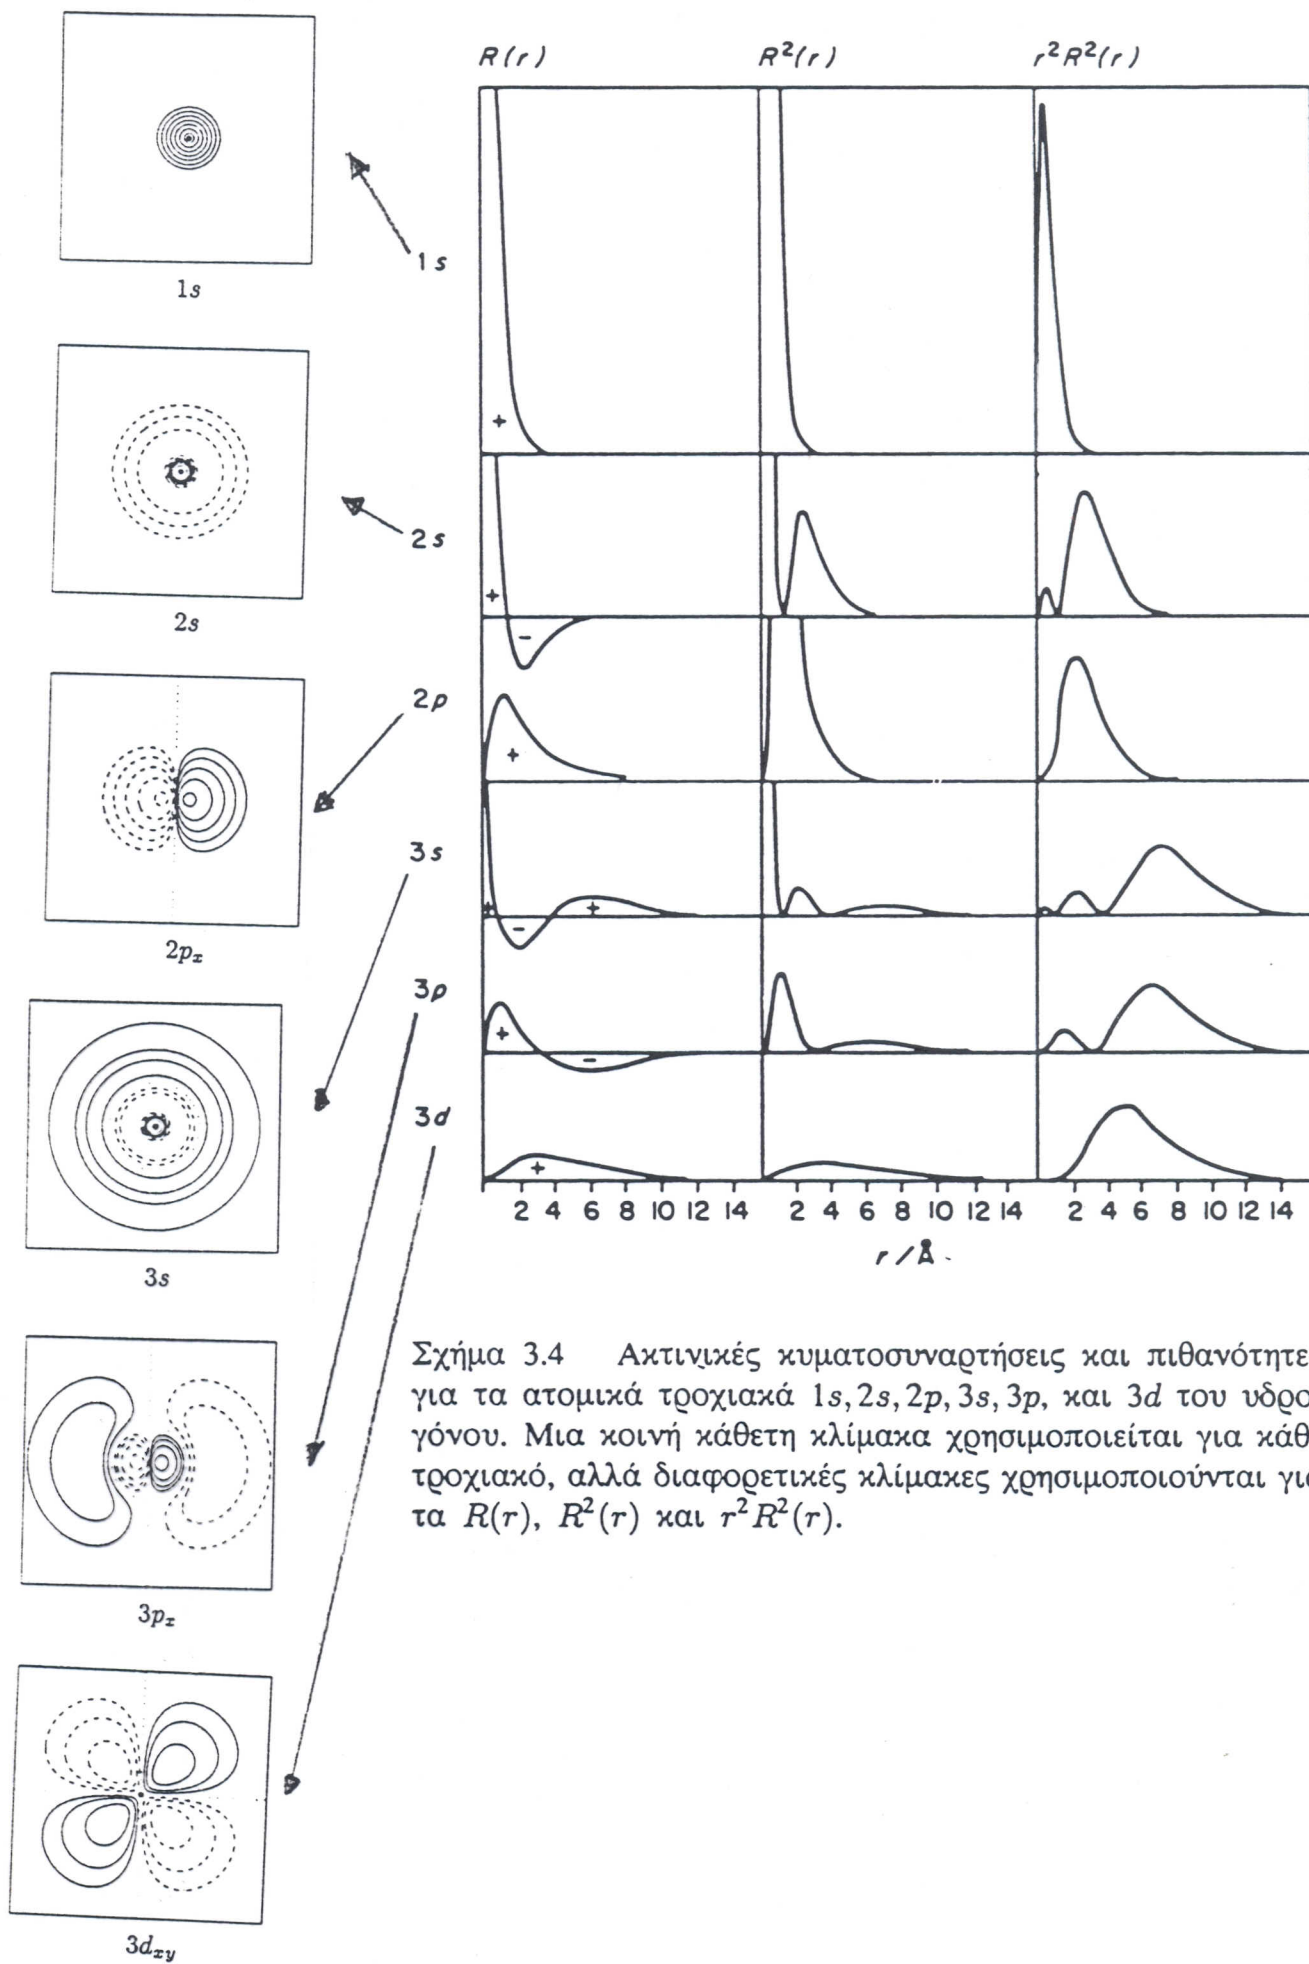 R(r)
R²(r)
r²R²(r)
1s
1s
+
2s
2s
+
−
2p
+
2pₓ
3s
+
−
+
3s
3p
+
−
3pₓ
3d
+
2 4 6 8 10 12 14
2 4 6 8 10 12 14
2 4 6 8 10 12 14
r /Å
3d_xy
Σχήμα 3.4 Ακτινικές κυματοσυναρτήσεις και πιθανότητε
για τα ατομικά τροχιακά 1s, 2s, 2p, 3s, 3p, και 3d του υδρο
γόνου. Μια κοινή κάθετη κλίμακα χρησιμοποιείται για κάθ
τροχιακό, αλλά διαφορετικές κλίμακες χρησιμοποιούνται γι
τα R(r), R²(r) και r²R²(r).